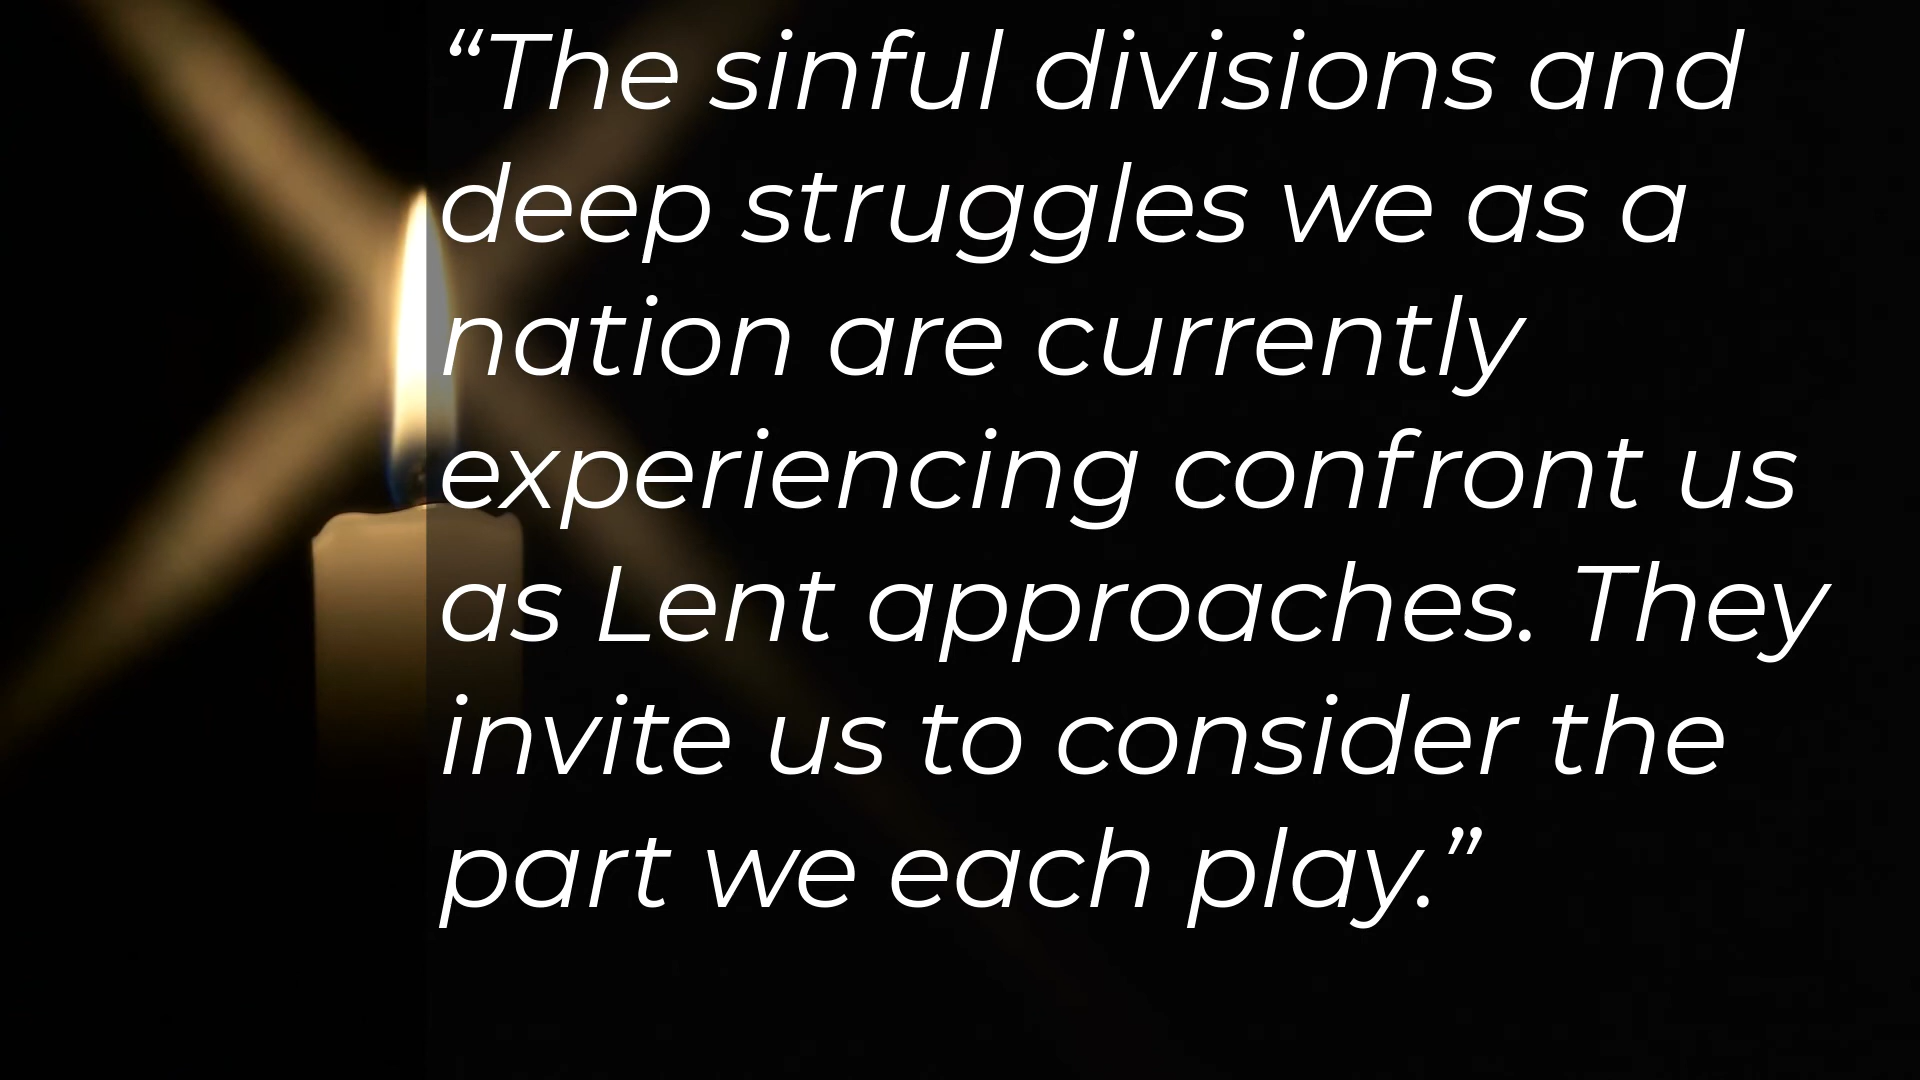 “The sinful divisions and
deep struggles we as a
nation are currently
experiencing confront us
as Lent approaches. They
invite us to consider the
part we each play.”